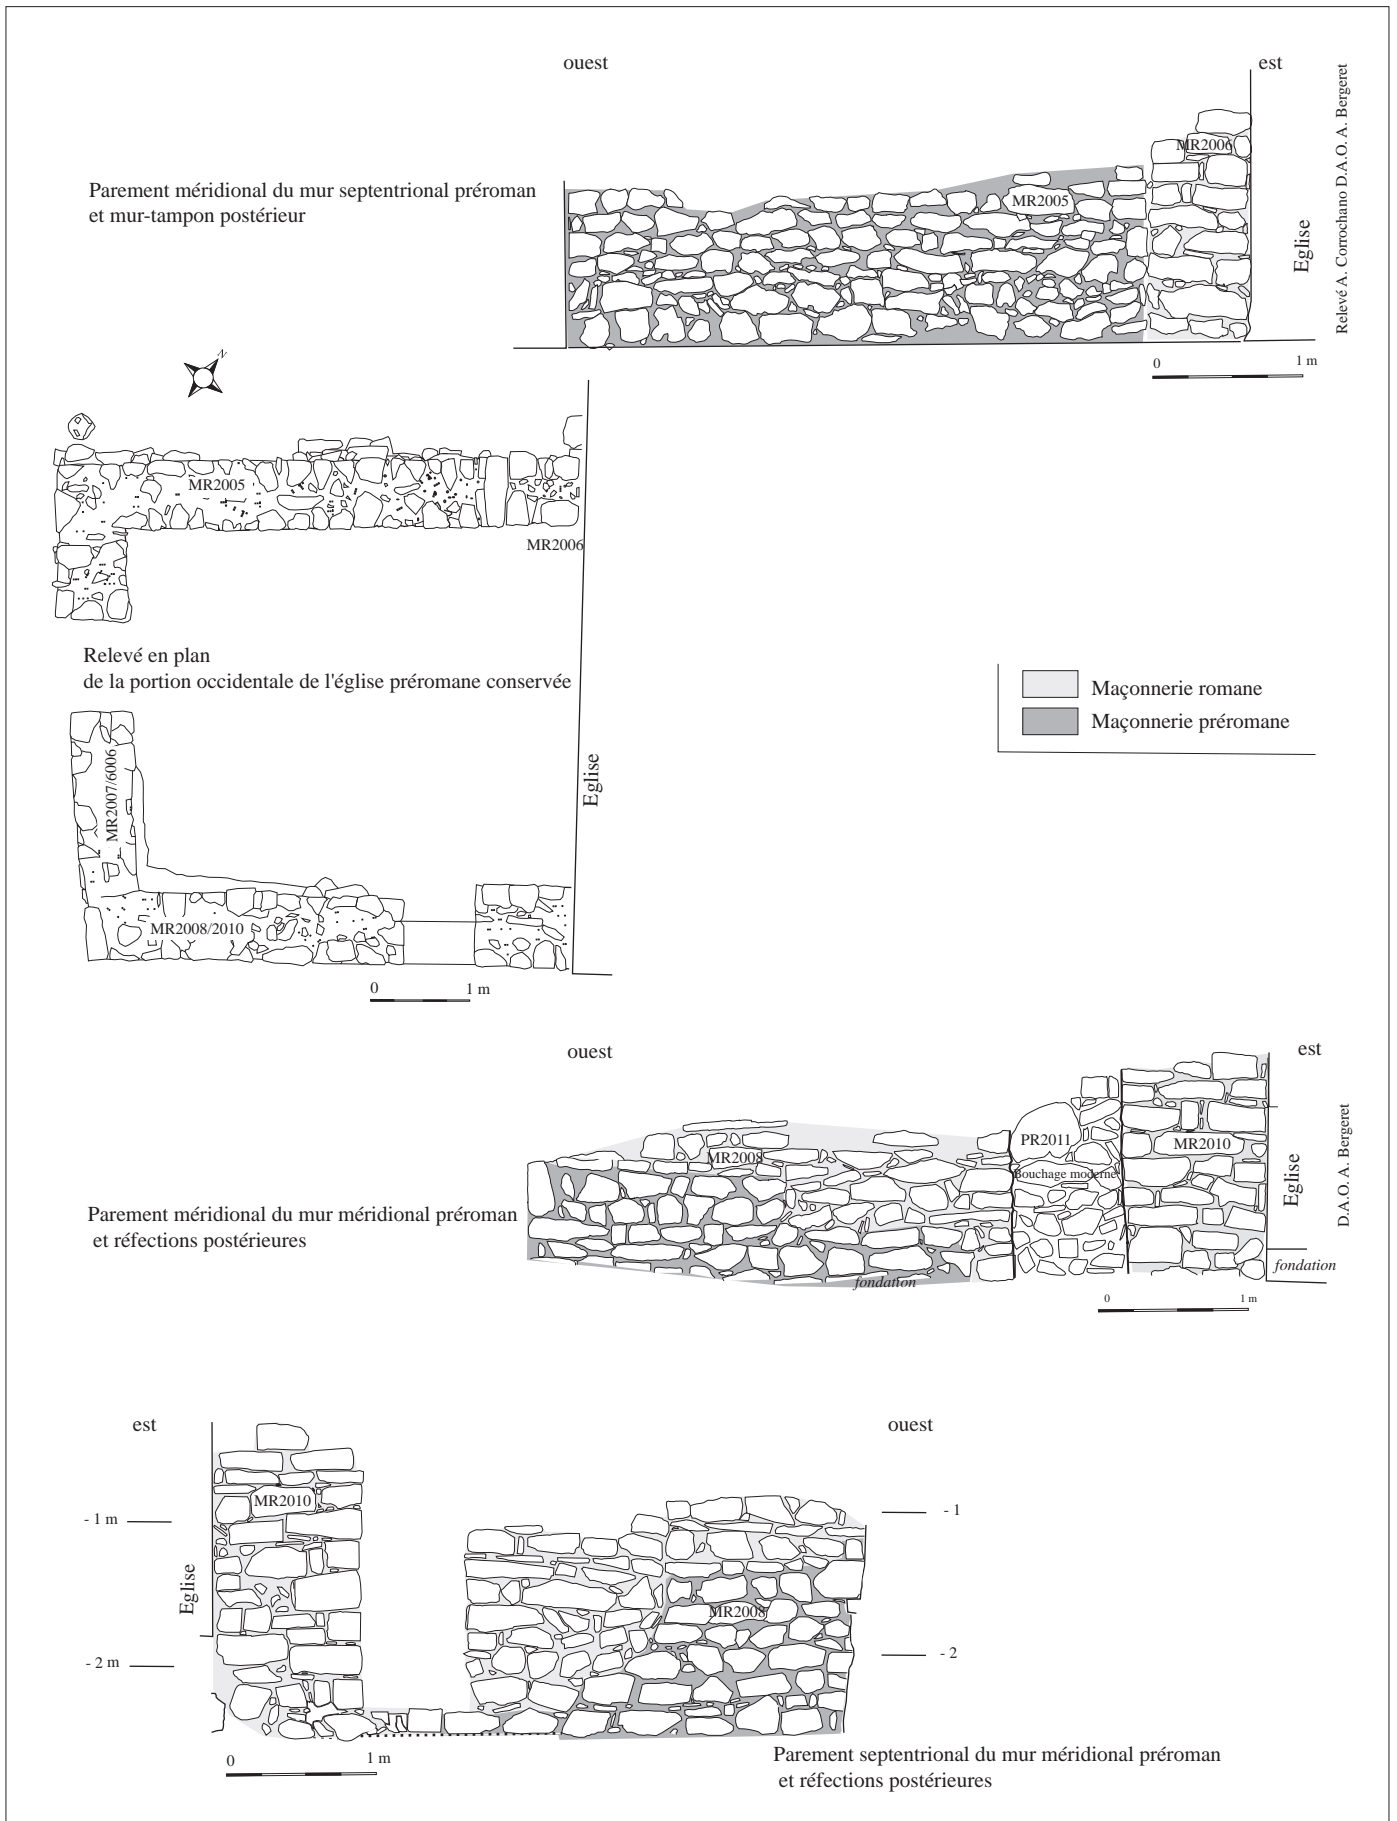 ouest
est
Parement méridional du mur septentrional préroman
et mur-tampon postérieur
MR2006
MR2005
Eglise
Relevé A. Corrochano D.A.O. A. Bergeret
0 1 m
N
MR2005
MR2006
Relevé en plan
de la portion occidentale de l'église préromane conservée
Maçonnerie romane
Maçonnerie préromane
MR2007/6006
Eglise
MR2008/2010
0 1 m
ouest
est
PR2011
MR2010
MR2008
Bouchage moderne
Parement méridional du mur méridional préroman
et réfections postérieures
Eglise
D.A.O. A. Bergeret
fondation
fondation
0 1 m
est
ouest
MR2010
- 1 m
- 1
Eglise
MR2008
- 2 m
- 2
0 1 m
Parement septentrional du mur méridional préroman
et réfections postérieures